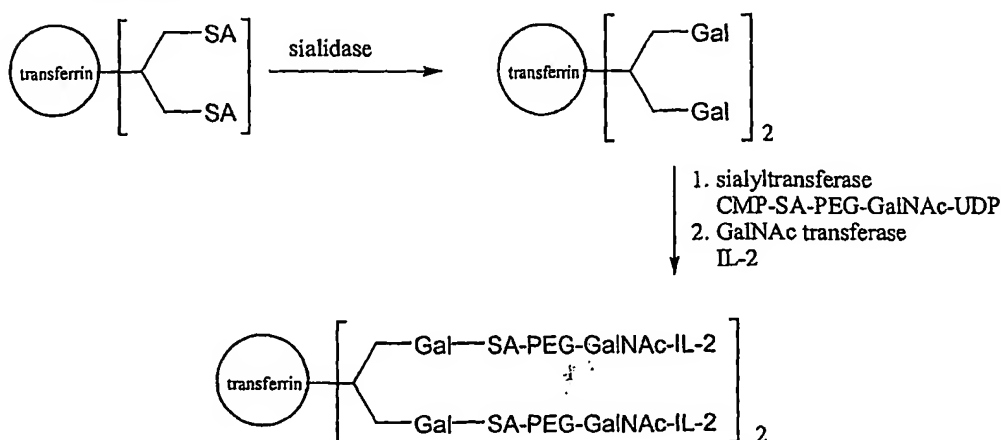 SA
sialidase
Gal
transferrin
transferrin
SA
Gal
2
1. sialyltransferase
CMP-SA-PEG-GalNAc-UDP
2. GalNAc transferase
IL-2
Gal—SA-PEG-GalNAc-IL-2
transferrin
Gal—SA-PEG-GalNAc-IL-2
2